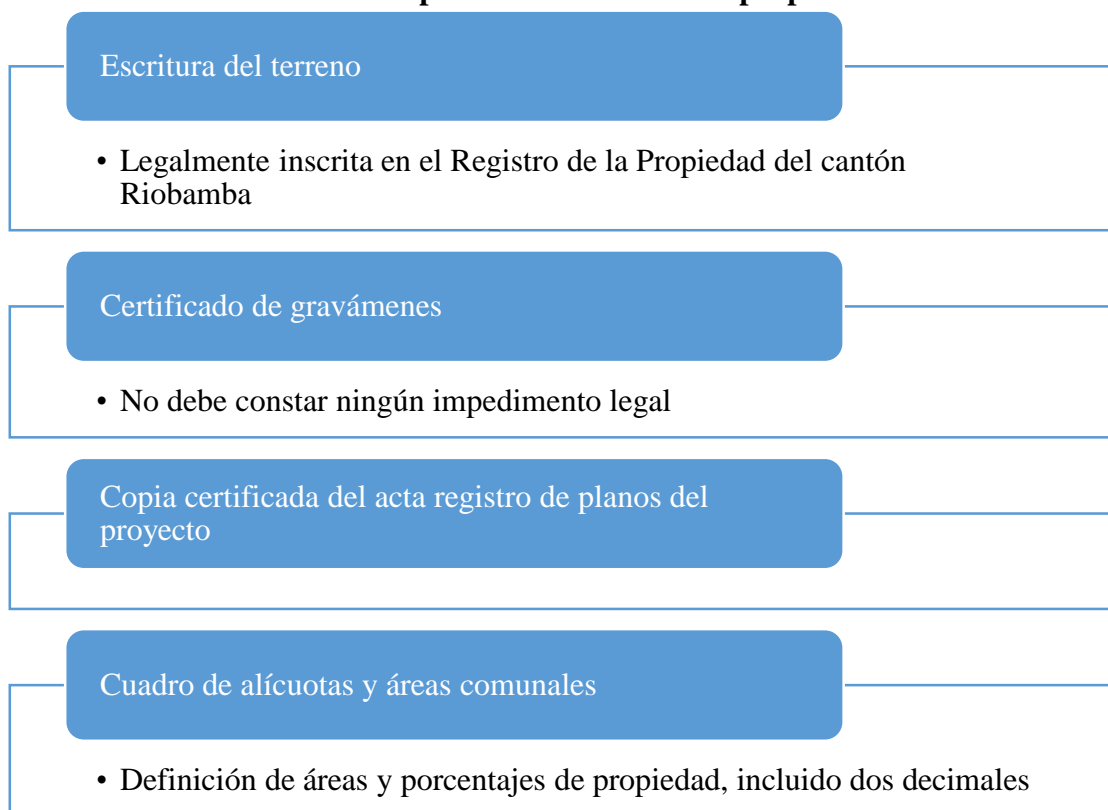 Escritura del terreno
• Legalmente inscrita en el Registro de la Propiedad del cantón
Riobamba
Certificado de gravámenes
• No debe constar ningún impedimento legal
Copia certificada del acta registro de planos del
proyecto
Cuadro de alícuotas y áreas comunales
• Definición de áreas y porcentajes de propiedad, incluido dos decimales